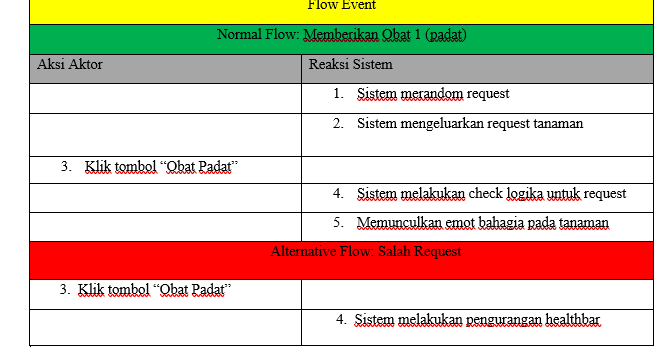 Flow Event
Normal Flow: Memberikan Obat 1 (padat)
Aksi Aktor
Reaksi Sistem
1. Sistem merandom request
2. Sistem mengeluarkan request tanaman
3. Klik tombol “Obat Padat”
4. Sistem melakukan check logika untuk request
5. Memunculkan emot bahagia pada tanaman
Alternative Flow: Salah Request
3. Klik tombol “Obat Padat”
4. Sistem melakukan pengurangan healthbar